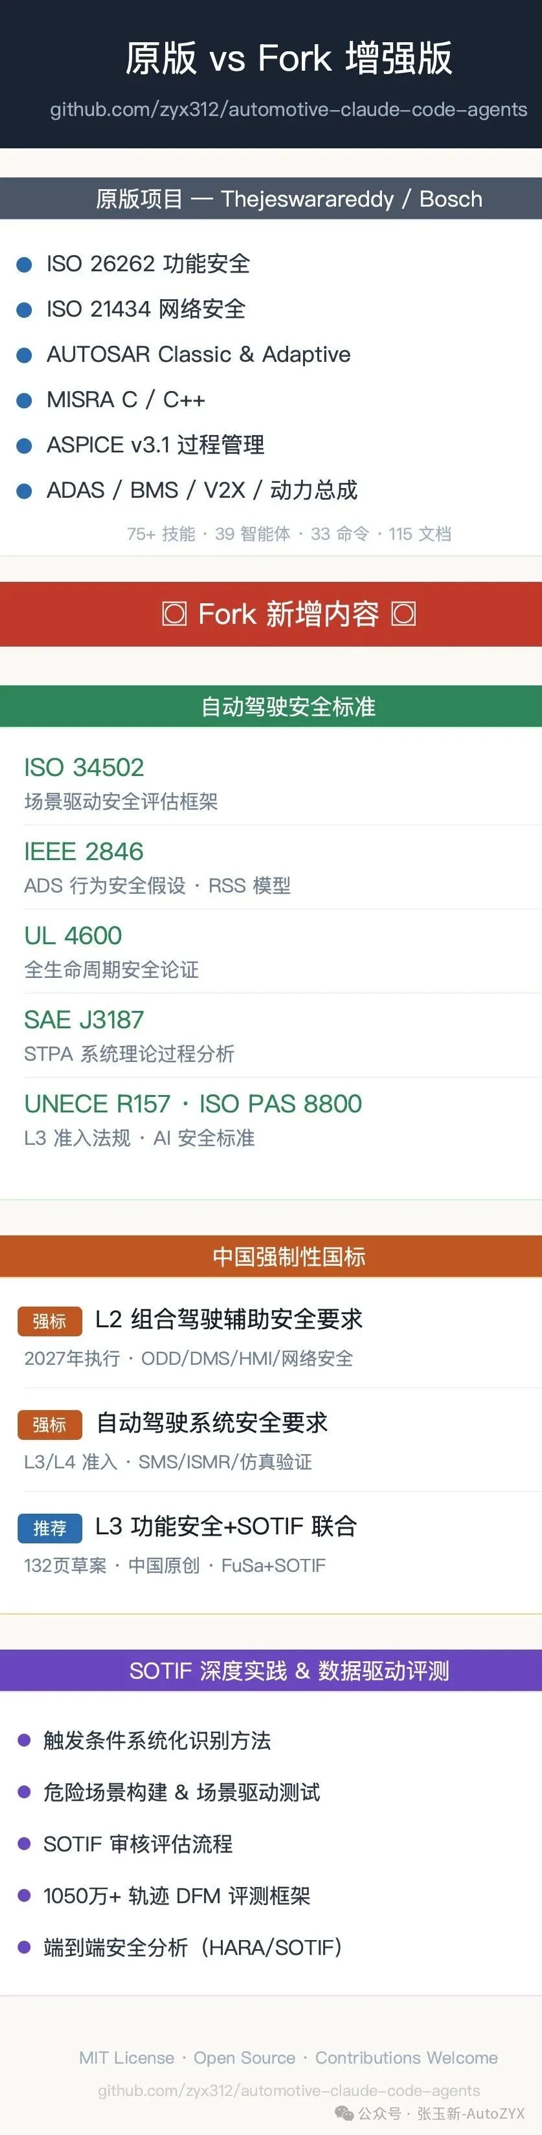 原版 vs Fork 增强版
github.com/zyx312/automotive-claude-code-agents
原版项目 — Thejeswarareddy / Bosch
ISO 26262 功能安全
ISO 21434 网络安全
AUTOSAR Classic & Adaptive
MISRA C / C++
ASPICE v3.1 过程管理
ADAS / BMS / V2X / 动力总成
75+ 技能 · 39 智能体 · 33 命令 · 115 文档
Fork 新增内容
自动驾驶安全标准
ISO 34502
场景驱动安全评估框架
IEEE 2846
ADS 行为安全假设 · RSS 模型
UL 4600
全生命周期安全论证
SAE J3187
STPA 系统理论过程分析
UNECE R157 · ISO PAS 8800
L3 准入法规 · AI 安全标准
中国强制性国标
强标 L2 组合驾驶辅助安全要求
2027年执行 · ODD/DMS/HMI/网络安全
强标 自动驾驶系统安全要求
L3/L4 准入 · SMS/ISMR/仿真验证
推荐 L3 功能安全+SOTIF 联合
132页草案 · 中国原创 · FuSa+SOTIF
SOTIF 深度实践 & 数据驱动评测
触发条件系统化识别方法
危险场景构建 & 场景驱动测试
SOTIF 审核评估流程
1050万+ 轨迹 DFM 评测框架
端到端安全分析（HARA/SOTIF）
MIT License · Open Source · Contributions Welcome
github.com/zyx312/automotive-claude-code-agents
公众号 · 张玉新-AutoZYX